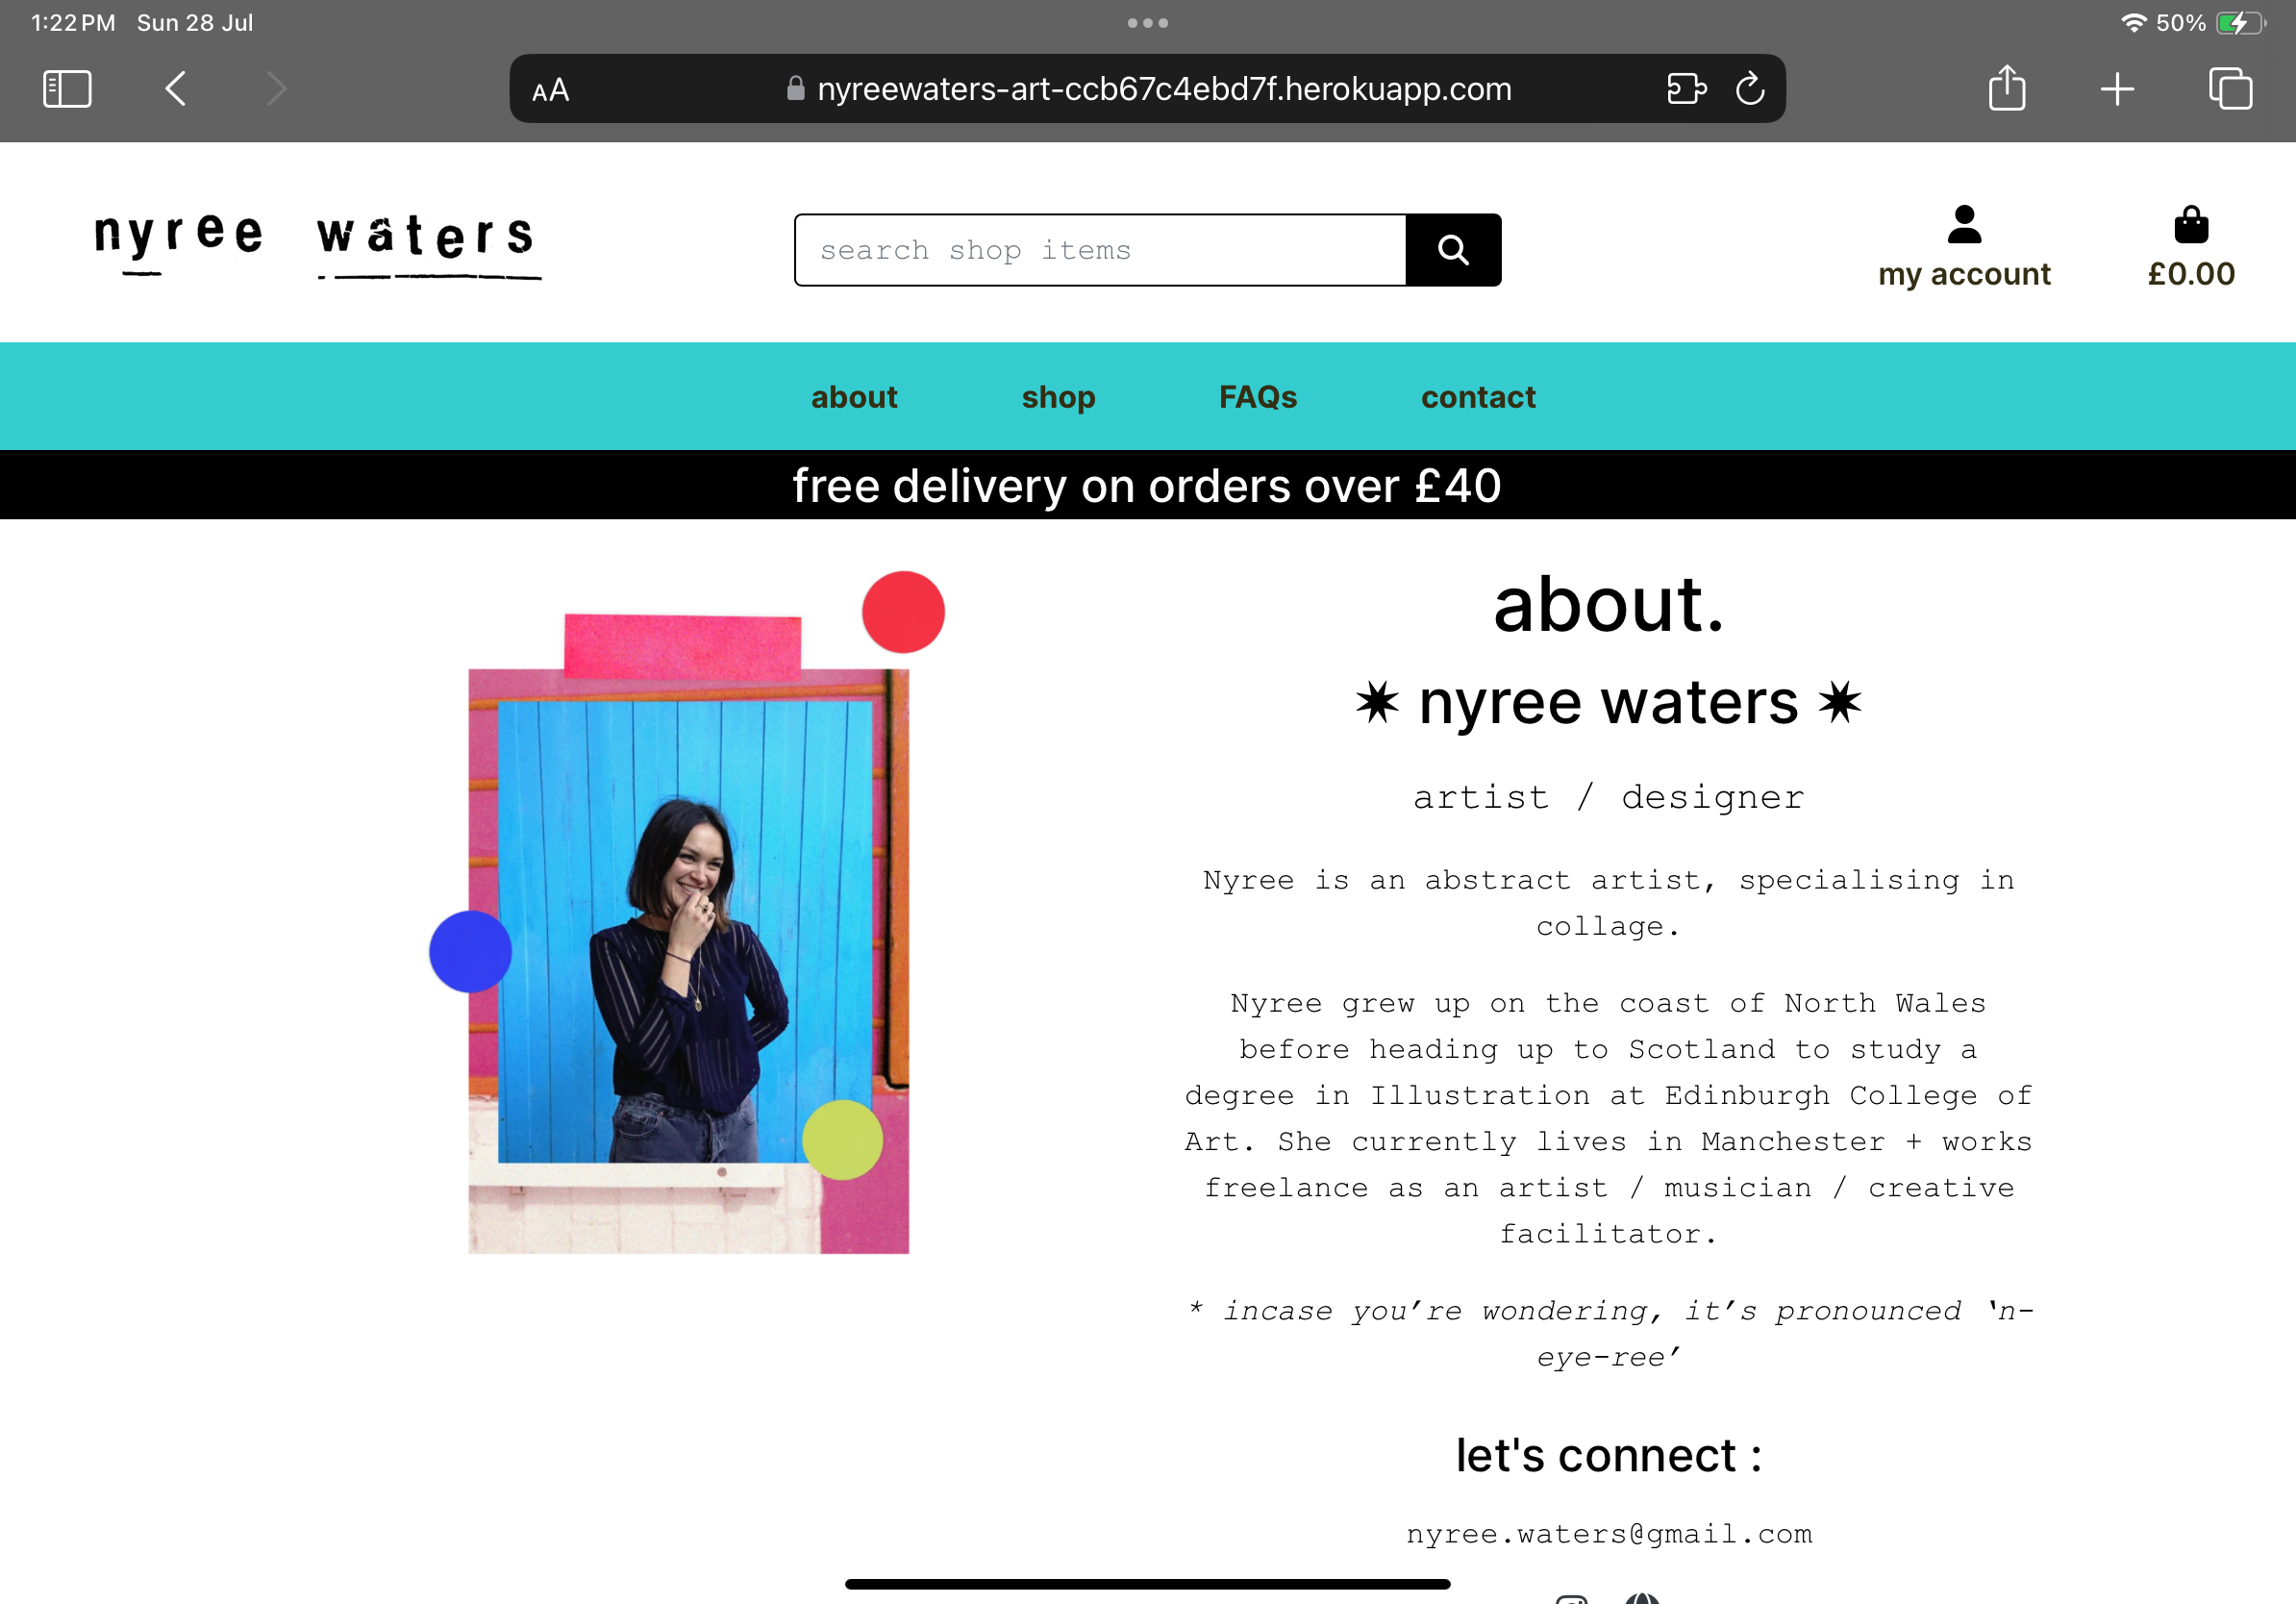 1:22 PM Sun 28 Jul
50%
AA
nyreewaters-art-ccb67c4ebd7f.herokuapp.com
nyree waters
search shop items
my account
£0.00
about
shop
FAQs
contact
free delivery on orders over £40
about.
✷ nyree waters ✷
artist / designer
Nyree is an abstract artist, specialising in
collage.
Nyree grew up on the coast of North Wales
before heading up to Scotland to study a
degree in Illustration at Edinburgh College of
Art. She currently lives in Manchester + works
freelance as an artist / musician / creative
facilitator.
* incase you’re wondering, it’s pronounced ‘n-
eye-ree’
let's connect :
nyree.waters@gmail.com